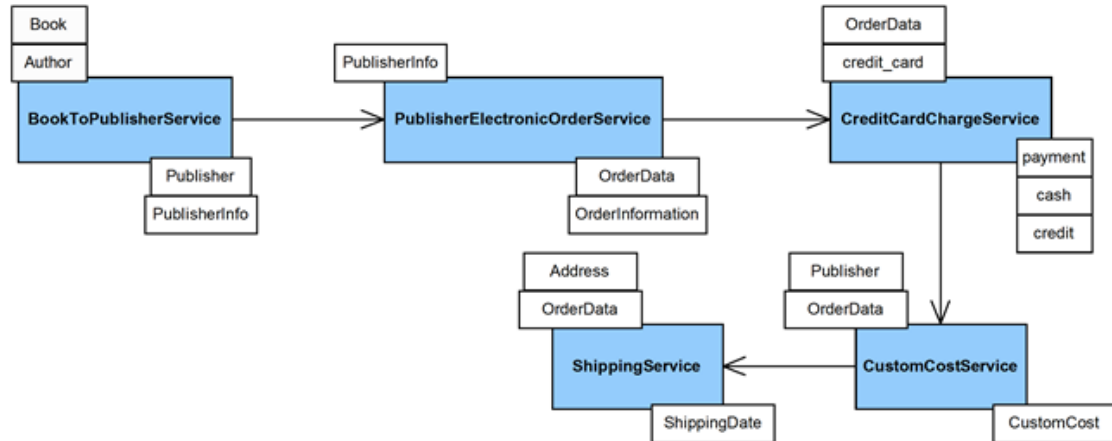 Book
Author
BookToPublisherService
Publisher
PublisherInfo
PublisherInfo
PublisherElectronicOrderService
OrderData
OrderInformation
OrderData
credit_card
CreditCardChargeService
payment
cash
credit
Publisher
OrderData
CustomCostService
CustomCost
Address
OrderData
ShippingService
ShippingDate